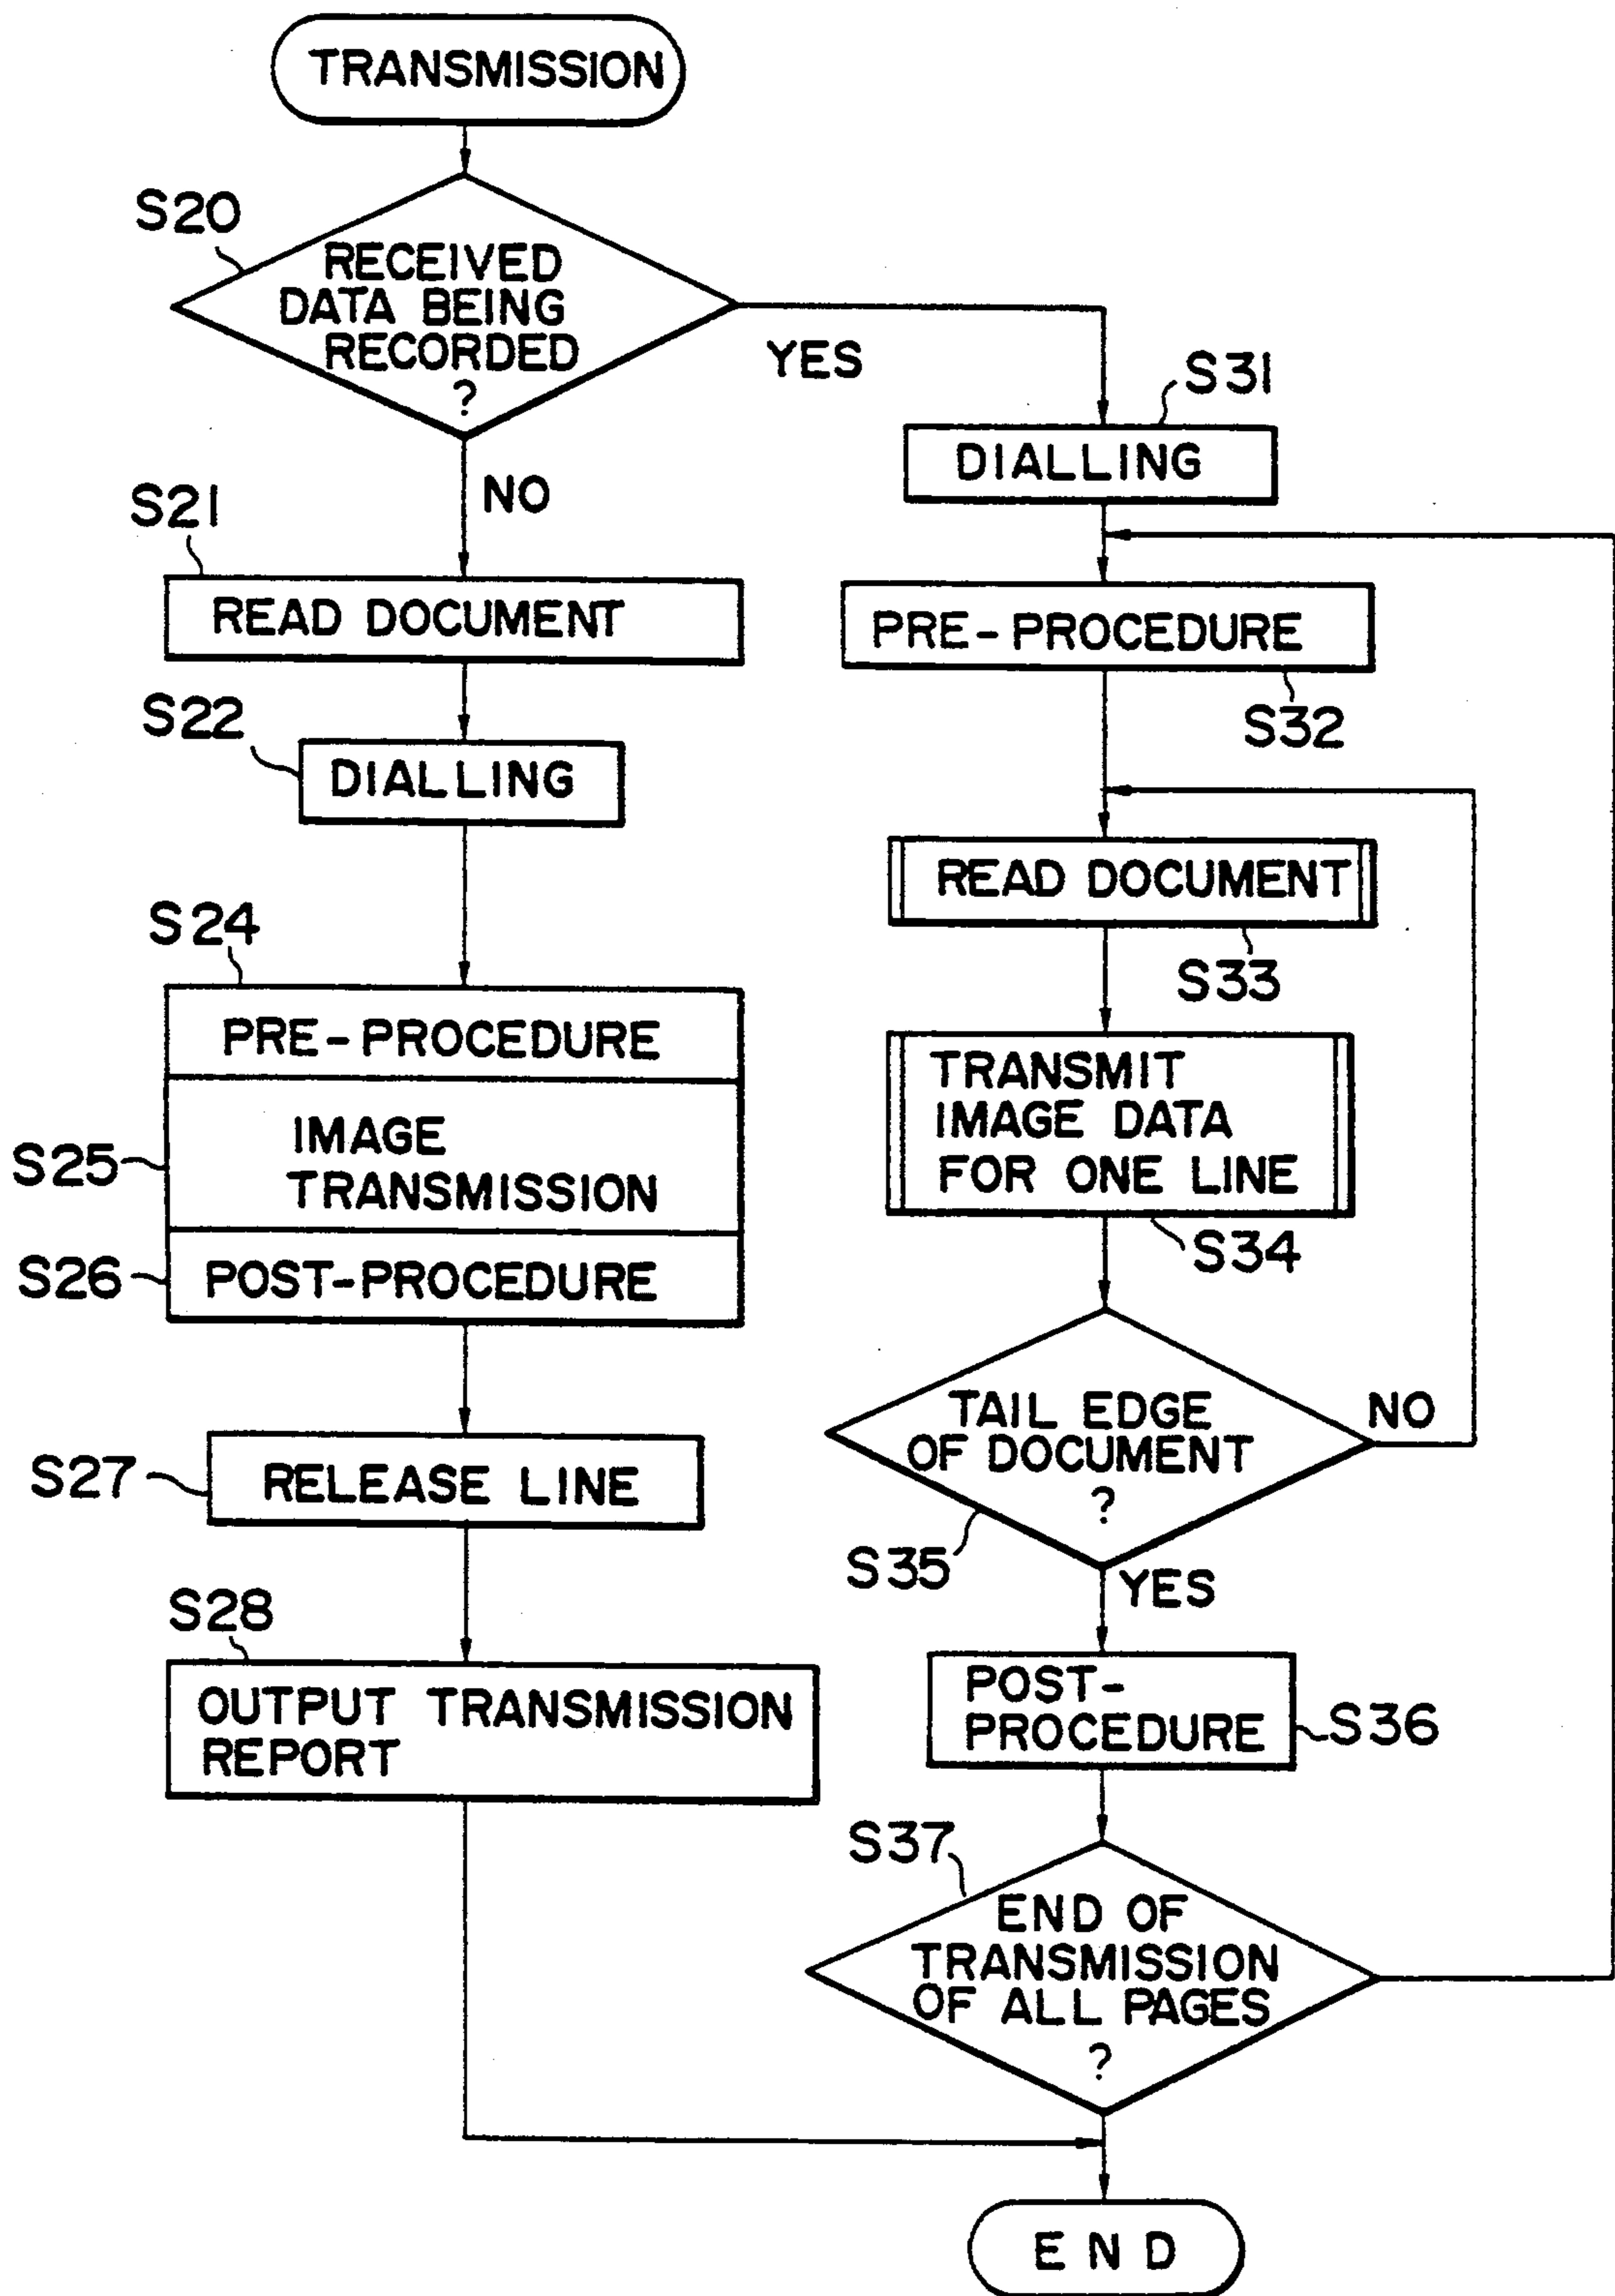 TRANSMISSION
S20
RECEIVED
DATA BEING
RECORDED
?
YES
NO
S21
READ DOCUMENT
S22
DIALLING
S24
PRE-PROCEDURE
S25
IMAGE
TRANSMISSION
S26
POST-PROCEDURE
S27
RELEASE LINE
S28
OUTPUT TRANSMISSION
REPORT
S31
DIALLING
PRE-PROCEDURE
S32
READ DOCUMENT
S33
TRANSMIT
IMAGE DATA
FOR ONE LINE
S34
TAIL EDGE
OF DOCUMENT
?
NO
S35
YES
POST-
PROCEDURE
S36
S37
END OF
TRANSMISSION
OF ALL PAGES
?
END